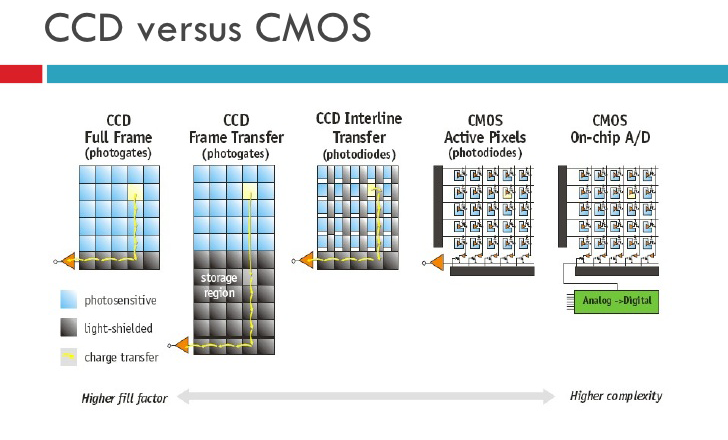 CCD versus CMOS
CCD
Full Frame
(photogates)
CCD
Frame Transfer
(photogates)
CCD Interline
Transfer
(photodiodes)
CMOS
Active Pixels
(photodiodes)
CMOS
On-chip A/D
storage
region
photosensitive
light-shielded
charge transfer
Analog ->Digital
Higher fill factor
Higher complexity